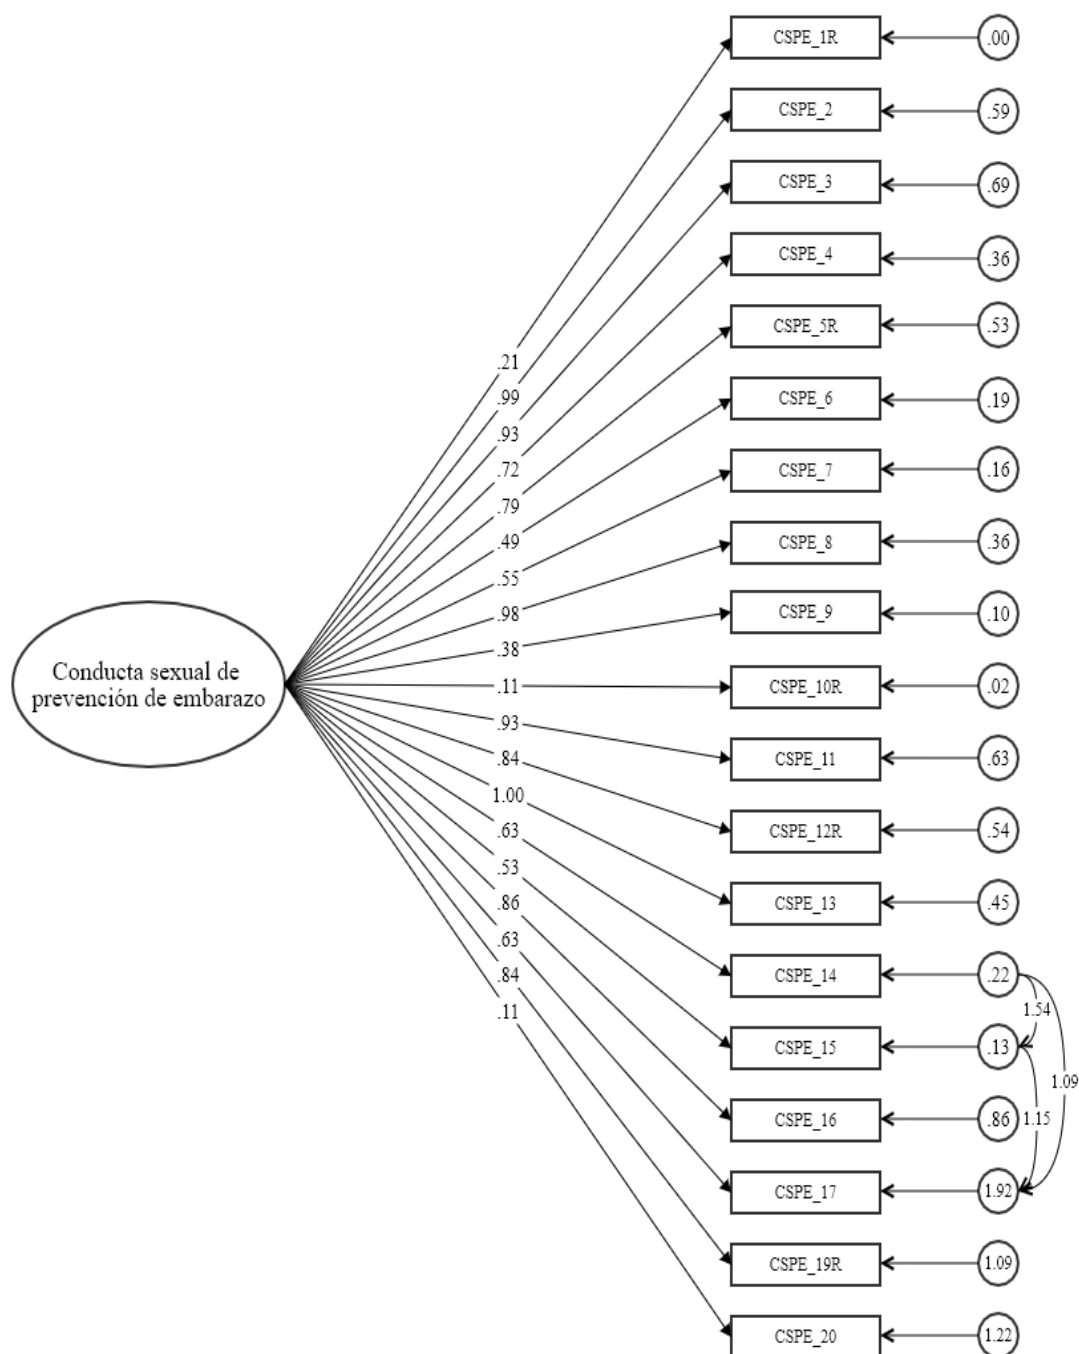 CSPE_1R
.00
CSPE_2
.59
CSPE_3
.69
CSPE_4
.36
CSPE_5R
.53
CSPE_6
.19
CSPE_7
.16
CSPE_8
.36
CSPE_9
.10
CSPE_10R
.02
CSPE_11
.63
CSPE_12R
.54
CSPE_13
.45
CSPE_14
.22
CSPE_15
.13
CSPE_16
.86
CSPE_17
1.92
CSPE_19R
1.09
CSPE_20
1.22
.21
.99
.93
.72
.79
.49
.55
.98
.38
.11
.93
.84
1.00
.63
.53
.86
.63
.84
.11
Conducta sexual de
prevención de embarazo
1.54
1.09
1.15